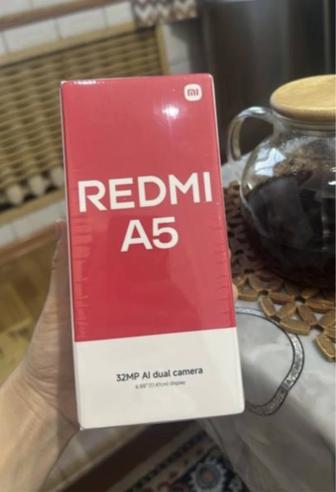 mi
REDMI
A5
32MP AI dual camera
6.88" (17.47cm) display